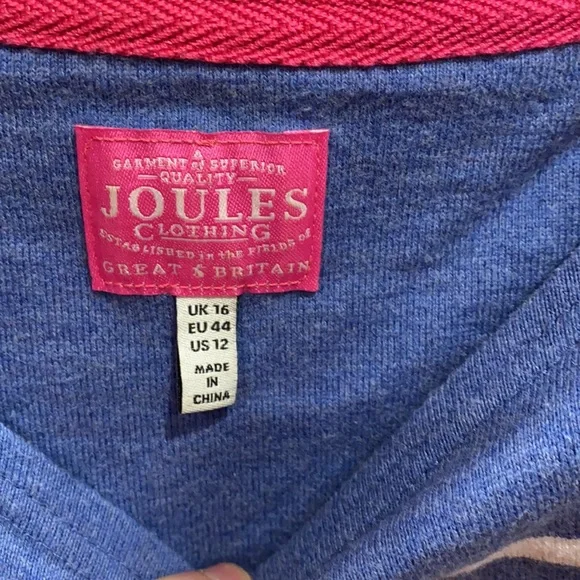 A
GARMENT of SUPERIOR
QUALITY
JOULES
CLOTHING
ESTABLISHED in the FIELDS of
GREAT & BRITAIN
UK 16
EU 44
US 12
MADE
IN
CHINA